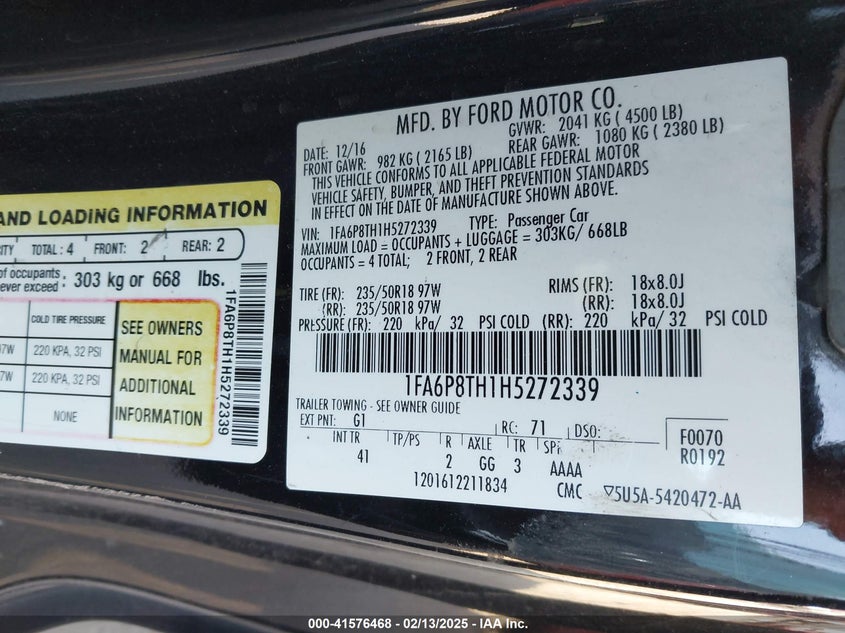 AND LOADING INFORMATION
CITY TOTAL: 4 FRONT: 2 REAR: 2
of occupants
ever exceed: 303 kg or 668 lbs.
COLD TIRE PRESSURE
7W 220 KPA, 32 PSI
7W 220 KPA, 32 PSI
NONE
SEE OWNERS
MANUAL FOR
ADDITIONAL
INFORMATION
1FA6P8TH1H5272339
MFD. BY FORD MOTOR CO.
DATE: 12/16 GVWR: 2041 KG ( 4500 LB)
FRONT GAWR: 982 KG ( 2165 LB) REAR GAWR: 1080 KG ( 2380 LB)
THIS VEHICLE CONFORMS TO ALL APPLICABLE FEDERAL MOTOR
VEHICLE SAFETY, BUMPER, AND THEFT PREVENTION STANDARDS
IN EFFECT ON THE DATE OF MANUFACTURE SHOWN ABOVE.
VIN: 1FA6P8TH1H5272339 TYPE: Passenger Car
MAXIMUM LOAD = OCCUPANTS + LUGGAGE = 303KG/ 668LB
OCCUPANTS = 4 TOTAL; 2 FRONT, 2 REAR
TIRE (FR): 235/50R18 97W RIMS (FR): 18x8.0J
(RR): 235/50R18 97W (RR): 18x8.0J
PRESSURE (FR): 220 kPa/ 32 PSI COLD (RR): 220 kPa/ 32 PSI COLD
1FA6P8TH1H5272339
TRAILER TOWING - SEE OWNER GUIDE
EXT PNT: G1 RC: 71 DSO: F0070
INT TR TP/PS R AXLE TR SPR R0192
41 2 GG 3 AAAA
1201612211834 CMC ▽5U5A-5420472-AA
000-41576468 - 02/13/2025 - IAA Inc.